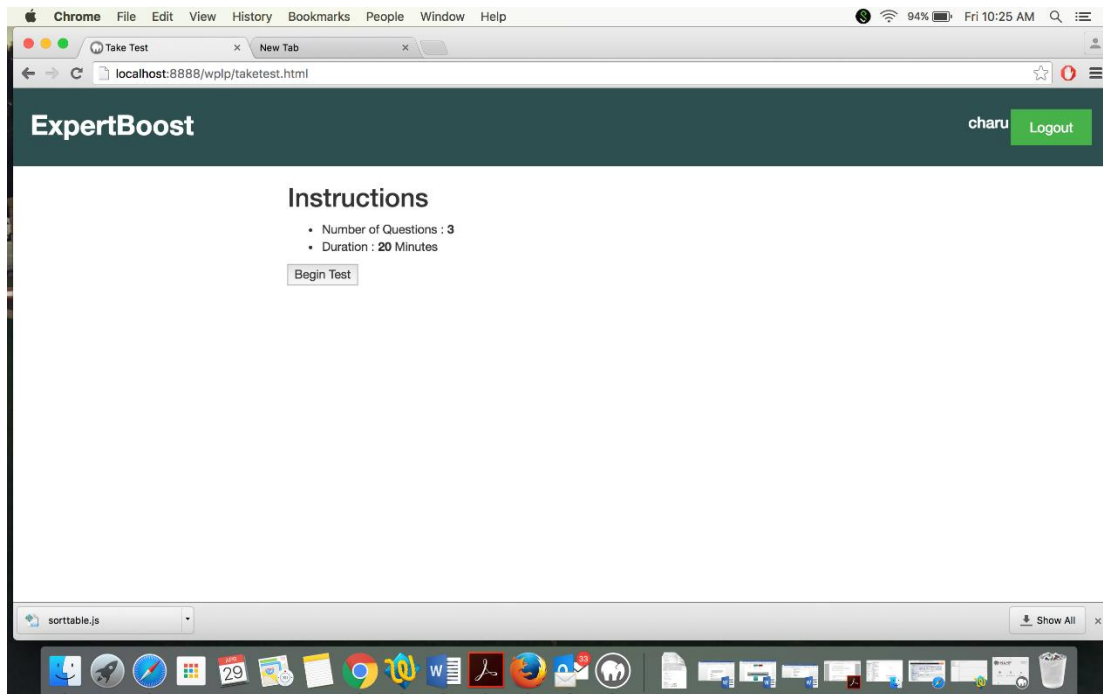 Chrome File Edit View History Bookmarks People Window Help 94% Fri 10:25 AM
Take Test New Tab
localhost:8888/wplp/taketest.html
ExpertBoost charu Logout
Instructions
• Number of Questions : 3
• Duration : 20 Minutes
Begin Test
sorttable.js Show All
33
29